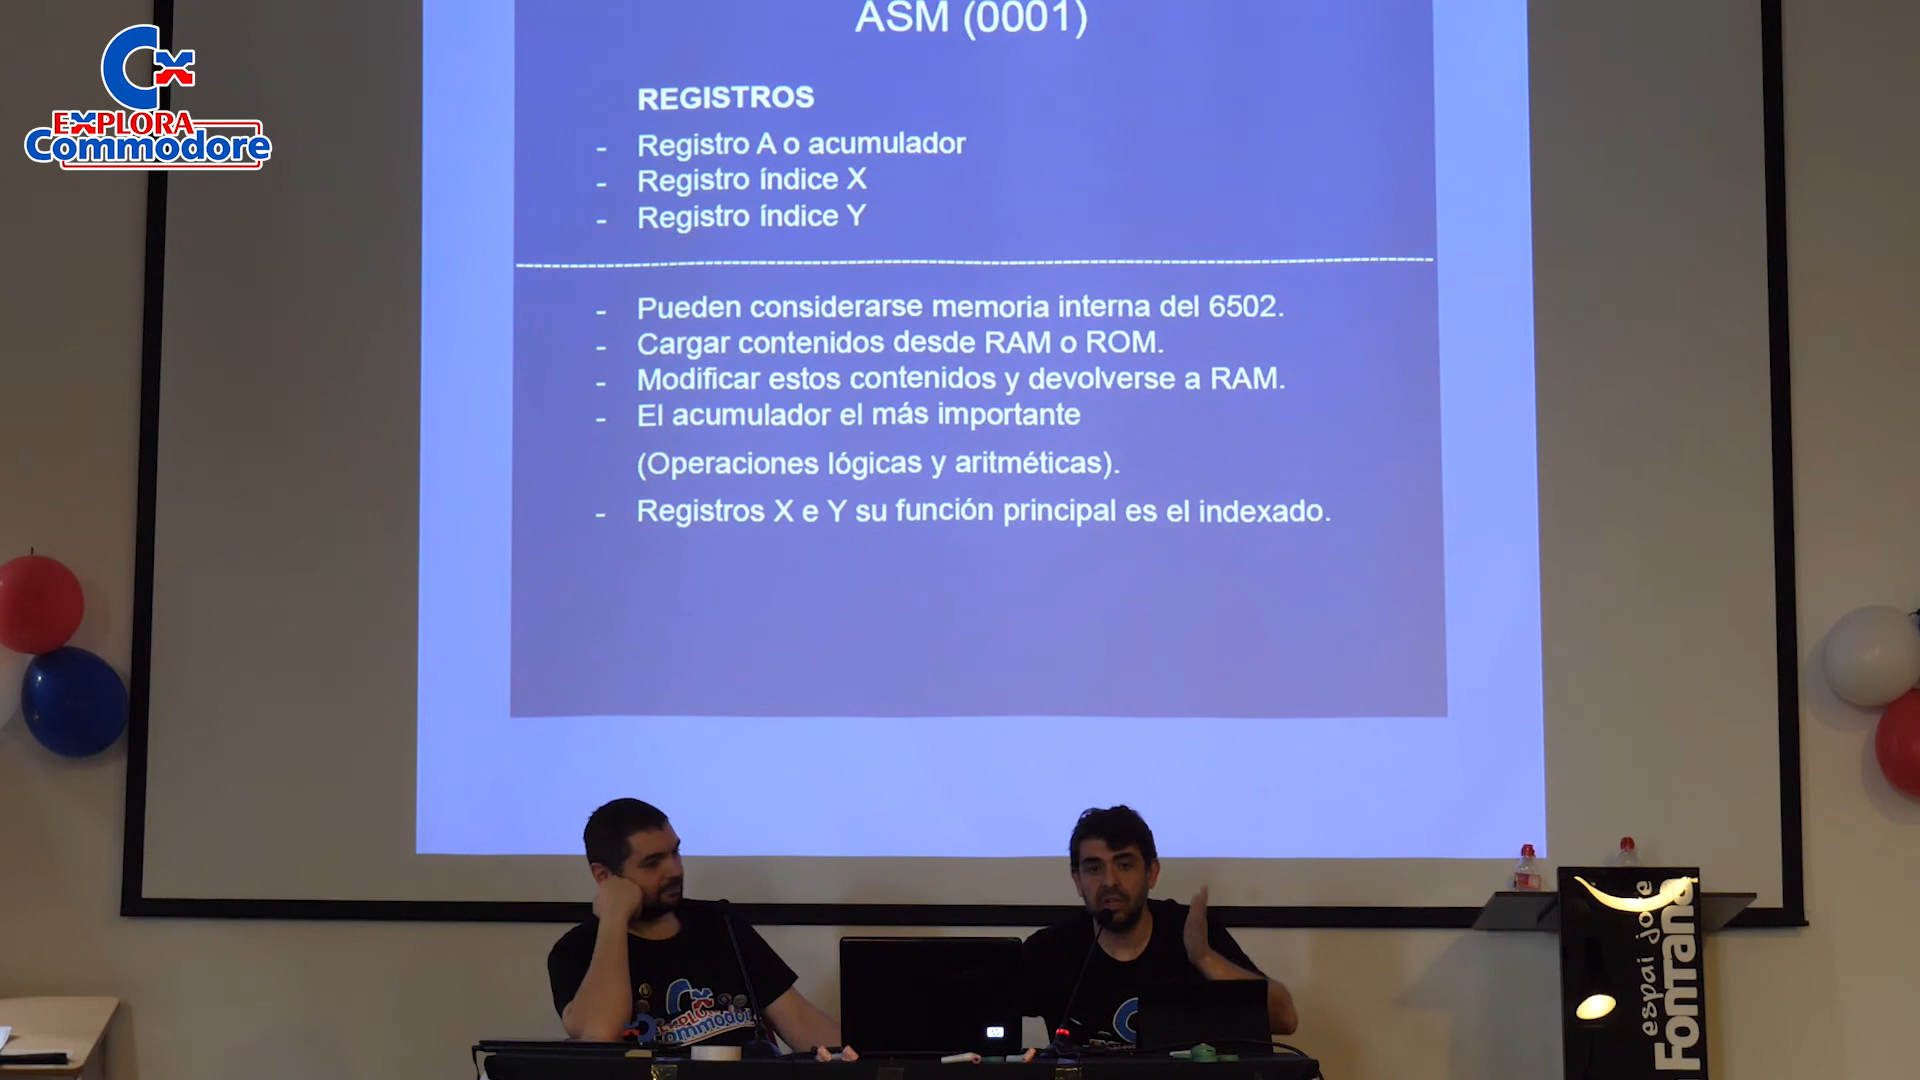 ASM (0001)
REGISTROS
- Registro A o acumulador
- Registro índice X
- Registro índice Y
- Pueden considerarse memoria interna del 6502.
- Cargar contenidos desde RAM o ROM.
- Modificar estos contenidos y devolverse a RAM.
- El acumulador el más importante
(Operaciones lógicas y aritméticas).
- Registros X e Y su función principal es el indexado.
EXPLORA
Commodore
EXPLORA
Commodore
espai jove
FONTANA